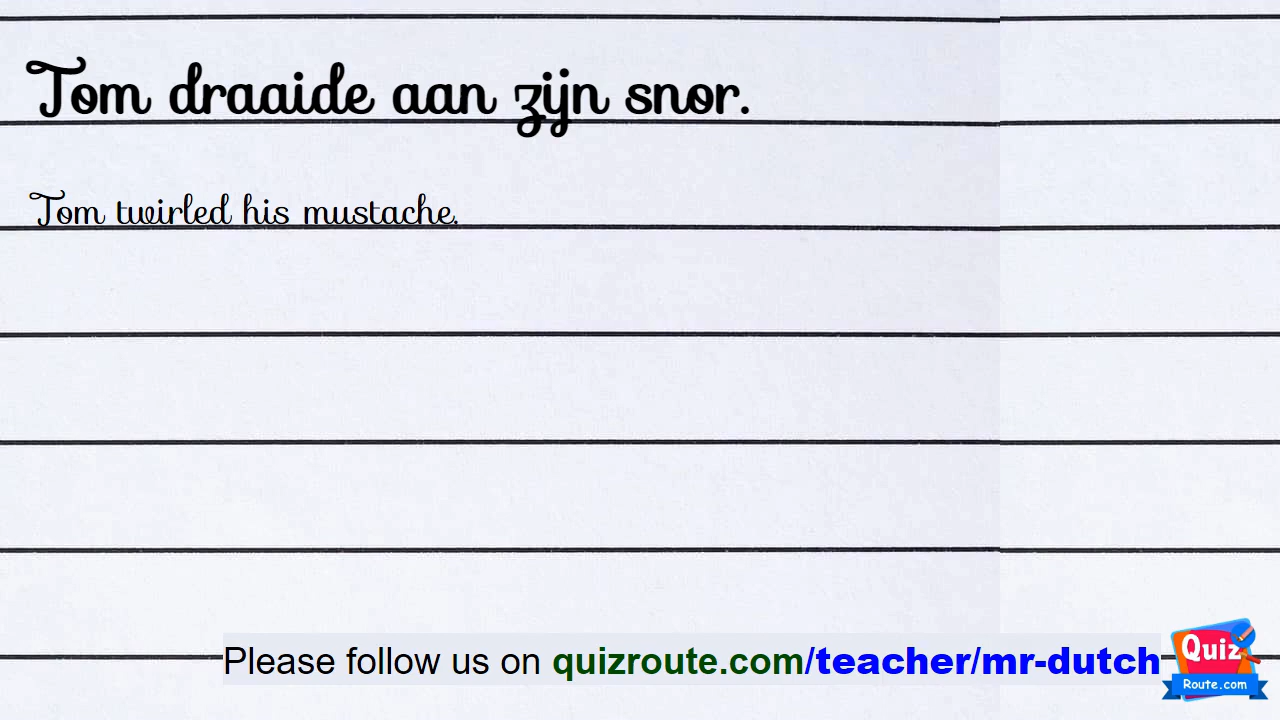 Tom draaide aan zijn snor.
Tom twirled his mustache.
Please follow us on quizroute.com/teacher/mr-dutch
Quiz
Route.com